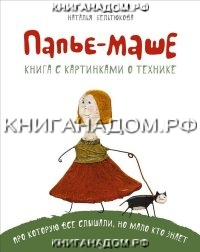 КНИГАНАДОМ.РФ
НАТАЛЬЯ БЕЛЬТЮКОВА
Папье-маше
КНИГА С КАРТИНКАМИ О ТЕХНИКЕ
КНИГАНАДОМ.РФ
ПРО КОТОРУЮ ВСЕ СЛЫШАЛИ, НО МАЛО КТО ЗНАЕТ
КНИГАНАДОМ.РФ